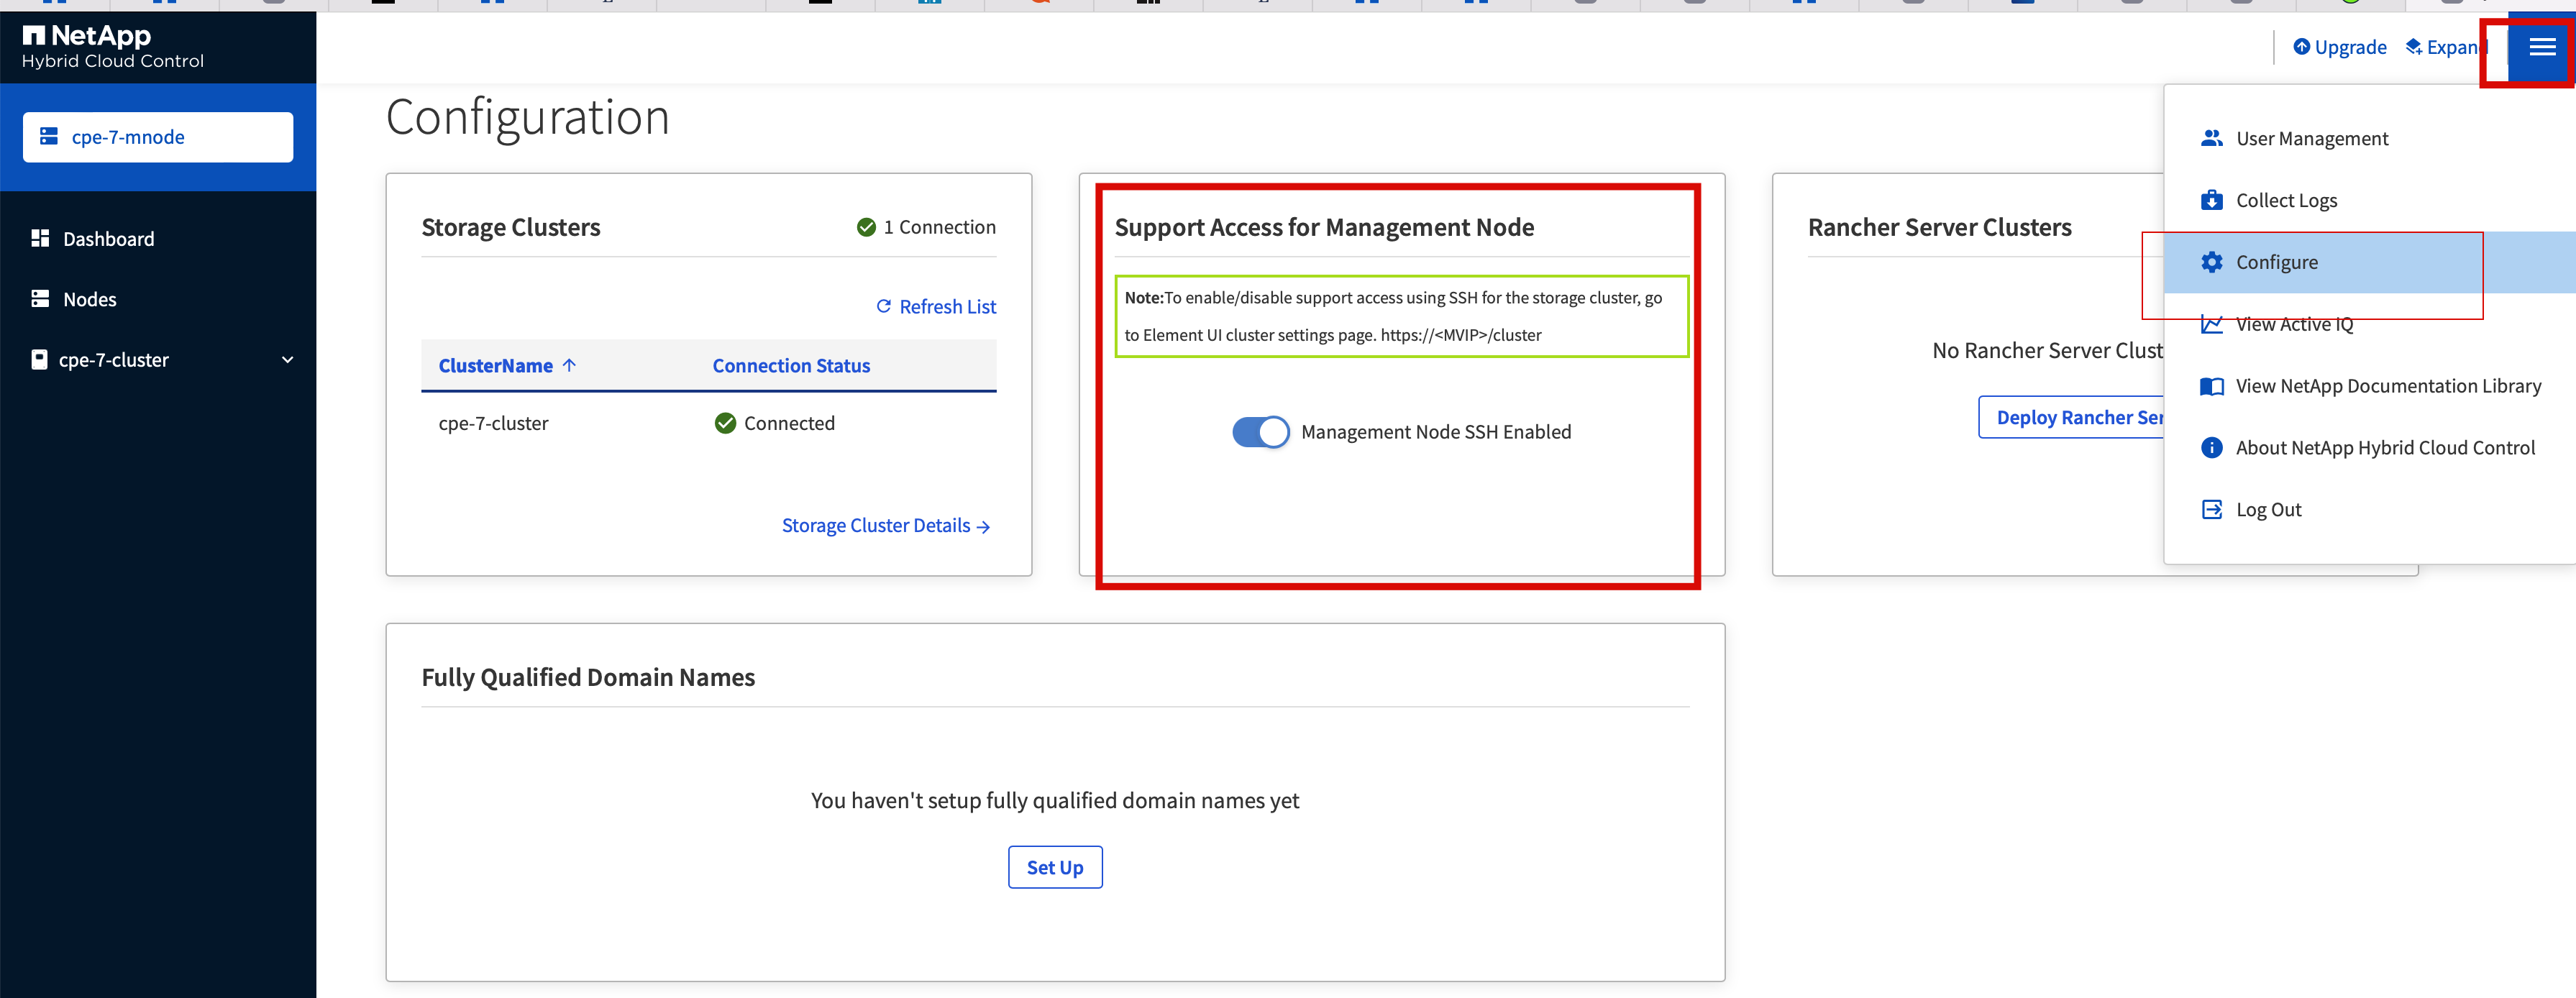 NetApp
Hybrid Cloud Control
Upgrade
Expand
cpe-7-mnode
Dashboard
Nodes
cpe-7-cluster
Configuration
Storage Clusters
1 Connection
Refresh List
ClusterName
Connection Status
cpe-7-cluster
Connected
Storage Cluster Details
Support Access for Management Node
Note:To enable/disable support access using SSH for the storage cluster, go
to Element UI cluster settings page. https://<MVIP>/cluster
Management Node SSH Enabled
Rancher Server Clusters
No Rancher Server Clust
Deploy Rancher Ser
User Management
Collect Logs
Configure
View Active IQ
View NetApp Documentation Library
About NetApp Hybrid Cloud Control
Log Out
Fully Qualified Domain Names
You haven't setup fully qualified domain names yet
Set Up